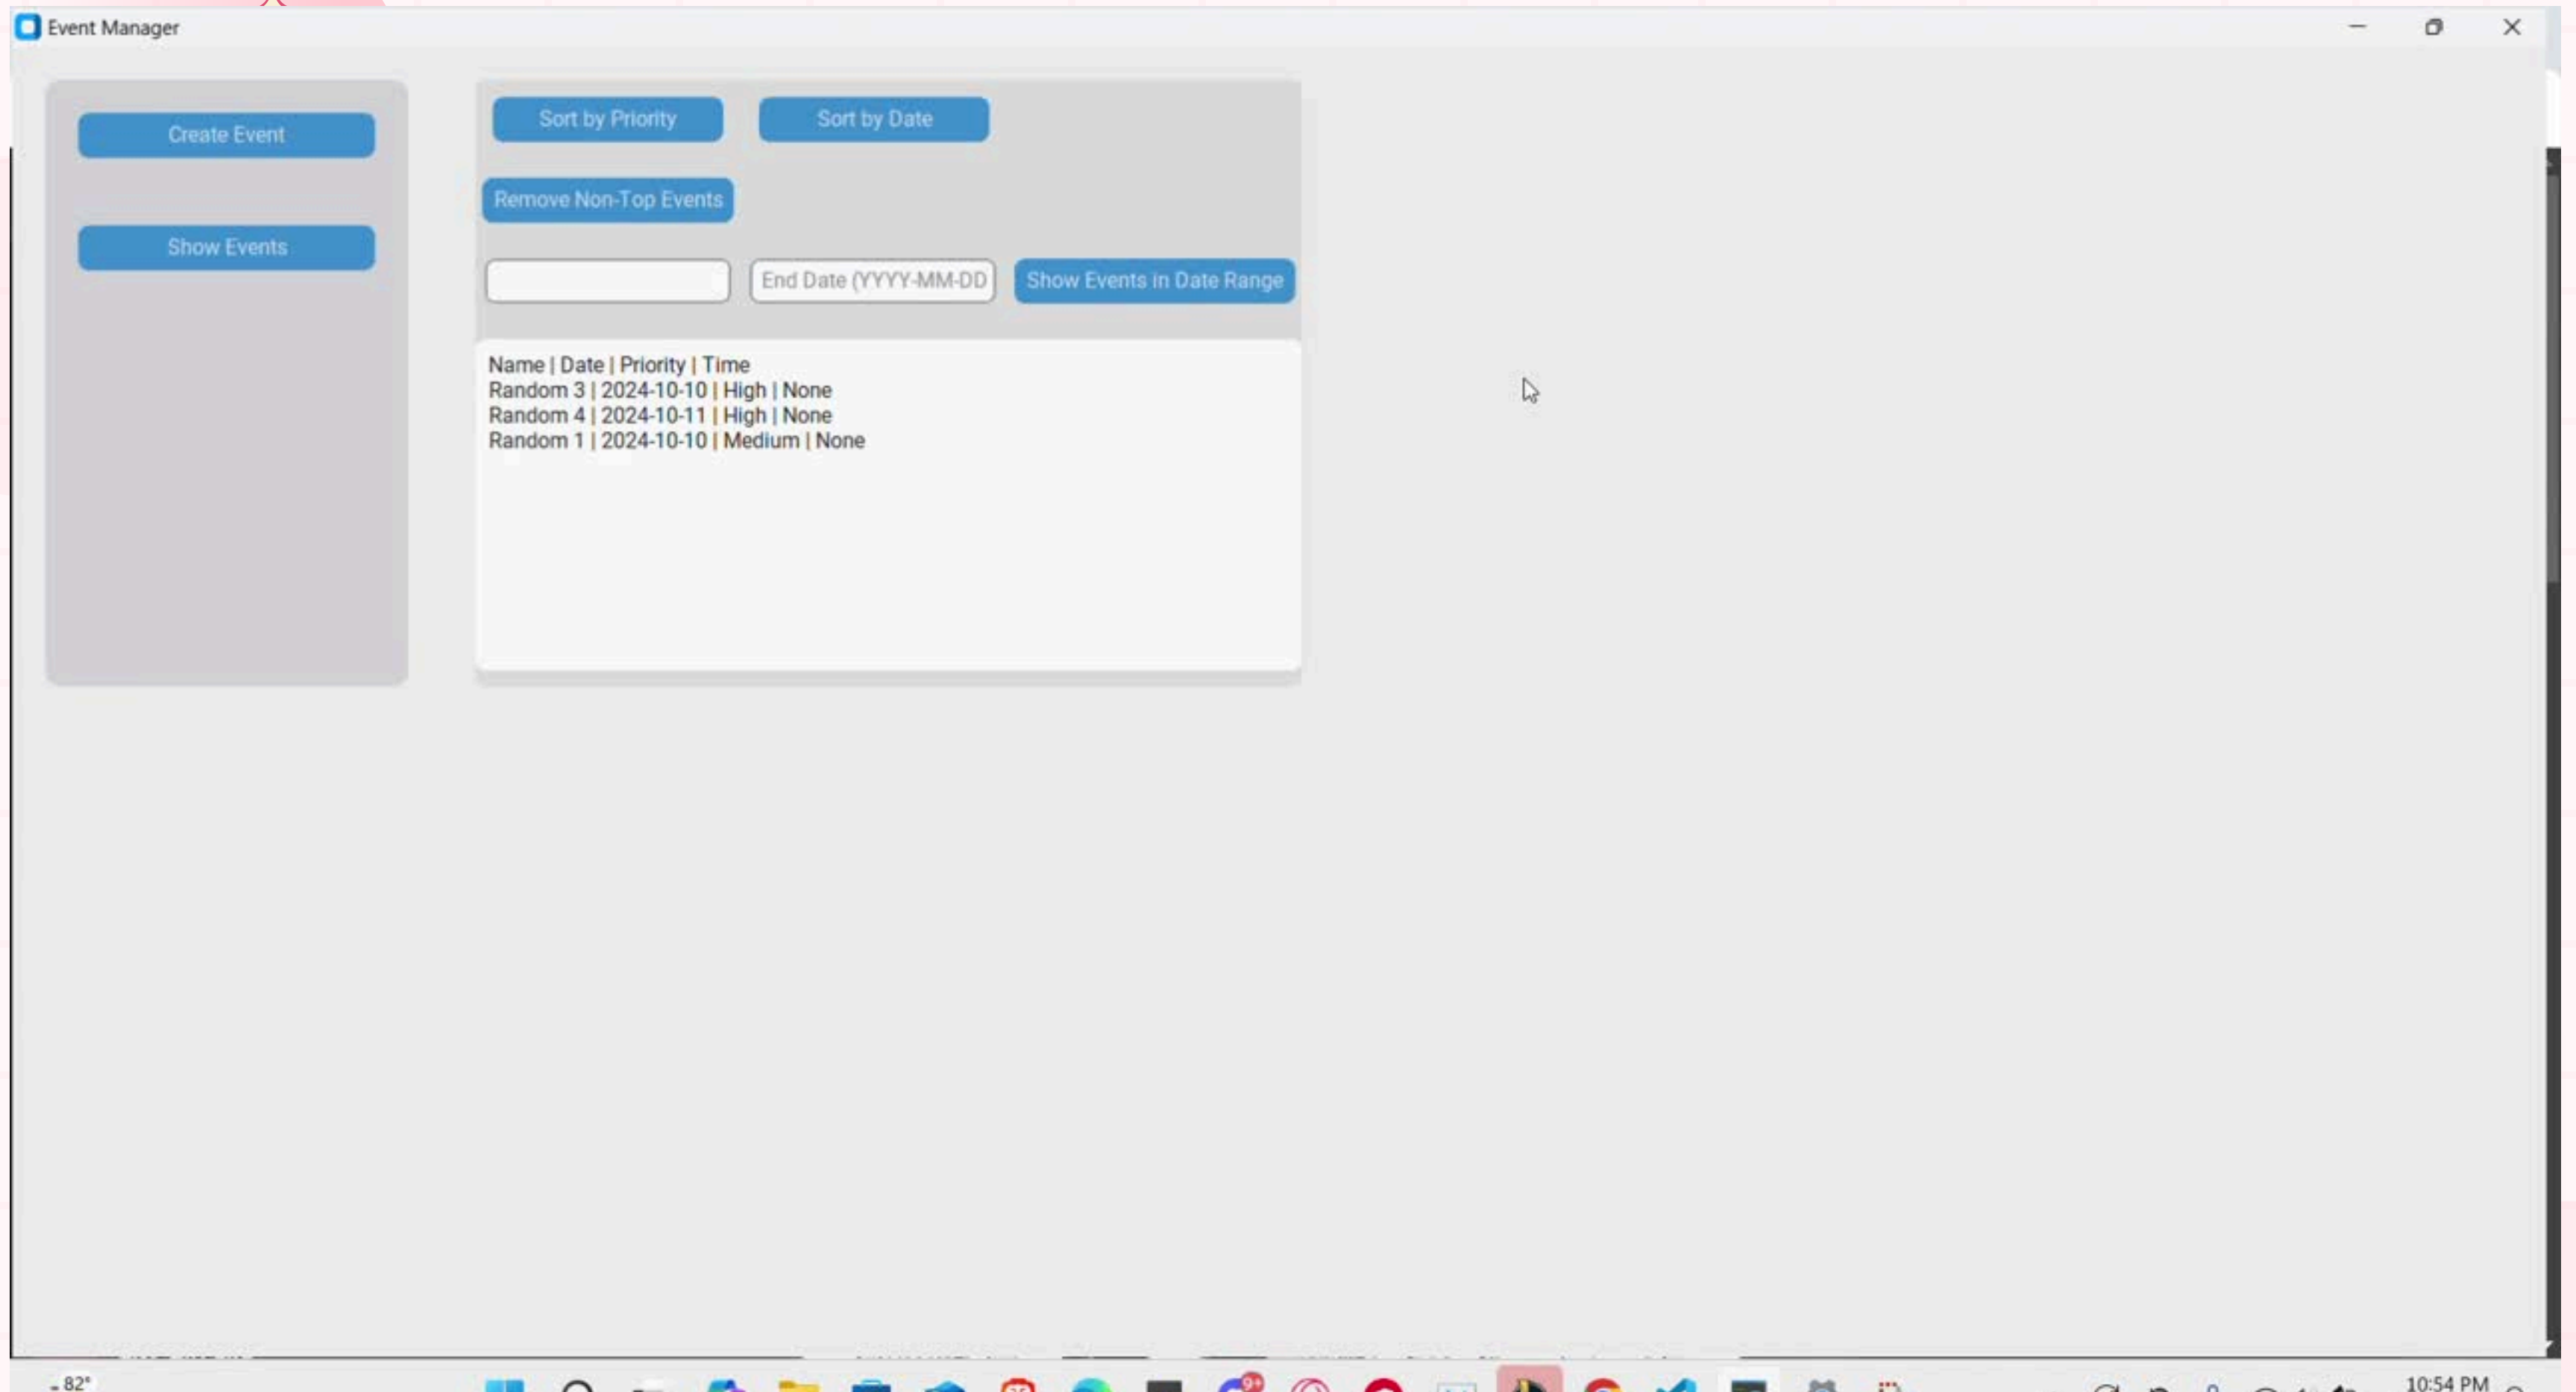 Event Manager
Create Event
Show Events
Sort by Priority
Sort by Date
Remove Non-Top Events
End Date (YYYY-MM-DD
Show Events in Date Range
Name | Date | Priority | Time
Random 3 | 2024-10-10 | High | None
Random 4 | 2024-10-11 | High | None
Random 1 | 2024-10-10 | Medium | None
82°
9+
10:54 PM